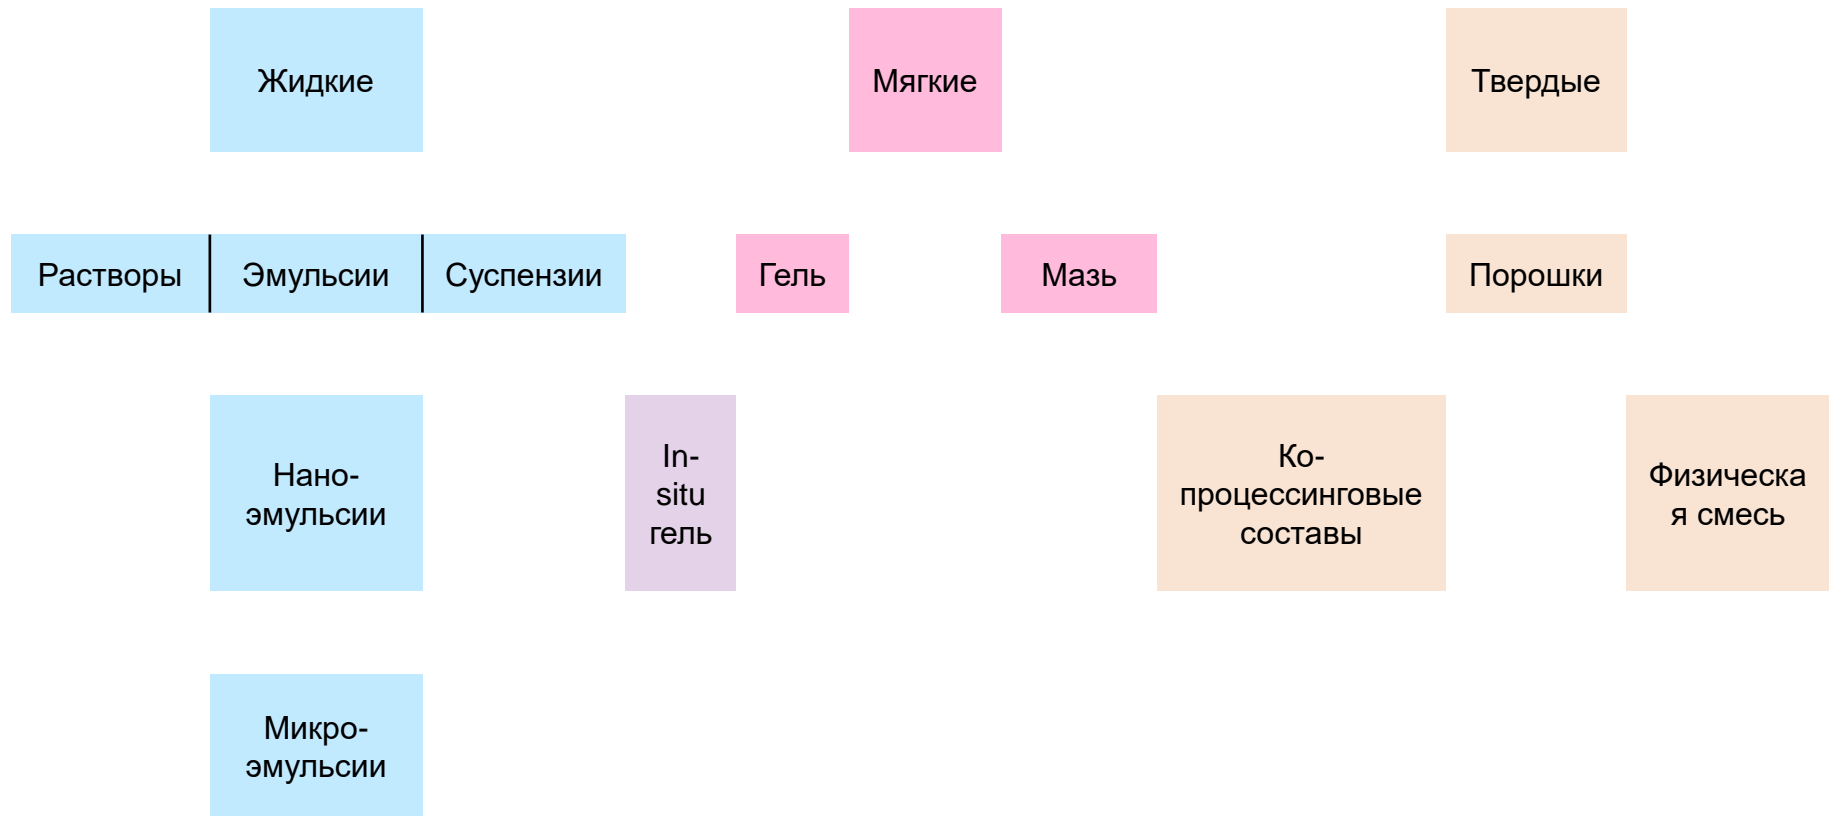 Жидкие
Мягкие
Твердые
Растворы
Эмульсии
Суспензии
Гель
Мазь
Порошки
Нано-
эмульсии
In-
situ
гель
Ко-
процессинговые
составы
Физическа
я смесь
Микро-
эмульсии